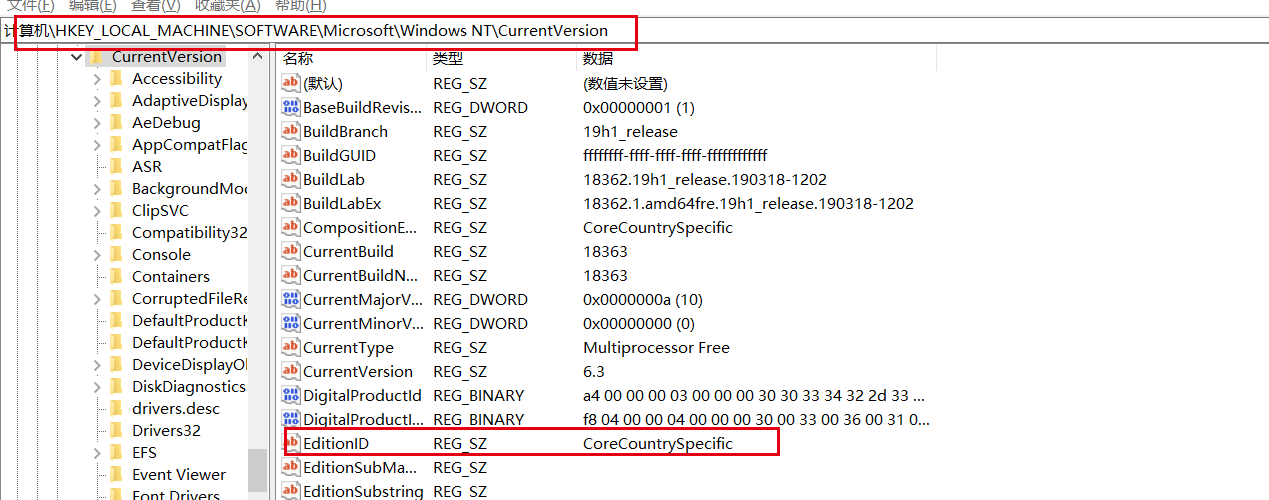 文件(F) 编辑(E) 查看(V) 收藏夹(A) 帮助(H)
计算机\HKEY_LOCAL_MACHINE\SOFTWARE\Microsoft\Windows NT\CurrentVersion
CurrentVersion
Accessibility
AdaptiveDisplay
AeDebug
AppCompatFlag
ASR
BackgroundMod
ClipSVC
Compatibility32
Console
Containers
CorruptedFileRe
DefaultProductK
DefaultProductK
DeviceDisplayOl
DiskDiagnostics
drivers.desc
Drivers32
EFS
Event Viewer
Font Drivers
名称 类型 数据
(默认) REG_SZ (数值未设置)
BaseBuildRevis... REG_DWORD 0x00000001 (1)
BuildBranch REG_SZ 19h1_release
BuildGUID REG_SZ ffffffff-ffff-ffff-ffff-ffffffffffff
BuildLab REG_SZ 18362.19h1_release.190318-1202
BuildLabEx REG_SZ 18362.1.amd64fre.19h1_release.190318-1202
CompositionE... REG_SZ CoreCountrySpecific
CurrentBuild REG_SZ 18363
CurrentBuildN... REG_SZ 18363
CurrentMajorV... REG_DWORD 0x0000000a (10)
CurrentMinorV... REG_DWORD 0x00000000 (0)
CurrentType REG_SZ Multiprocessor Free
CurrentVersion REG_SZ 6.3
DigitalProductId REG_BINARY a4 00 00 00 03 00 00 00 30 30 33 34 32 2d 33 ...
DigitalProductI... REG_BINARY f8 04 00 00 04 00 00 00 30 00 33 00 36 00 31 0...
EditionID REG_SZ CoreCountrySpecific
EditionSubMa... REG_SZ
EditionSubstring REG_SZ